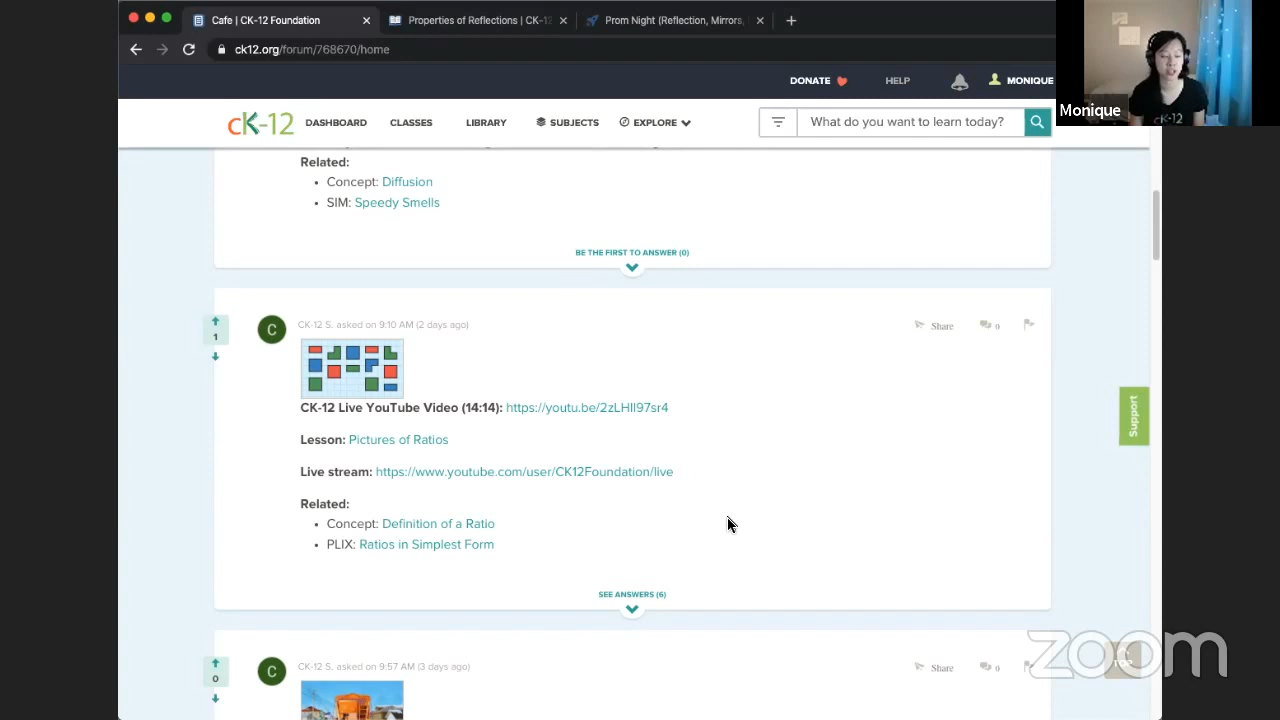 Cafe | CK-12 Foundation
Properties of Reflections | CK-12
Prom Night (Reflection, Mirrors,
ck12.org/forum/768670/home
DONATE
HELP
MONIQUE
Monique
cK-12
DASHBOARD
CLASSES
LIBRARY
SUBJECTS
EXPLORE
What do you want to learn today?
Related:
• Concept: Diffusion
• SIM: Speedy Smells
BE THE FIRST TO ANSWER (0)
1
C
CK-12 S. asked on 9:10 AM (2 days ago)
Share
0
CK-12 Live YouTube Video (14:14): https://youtu.be/2zLHlI97sr4
Lesson: Pictures of Ratios
Live stream: https://www.youtube.com/user/CK12Foundation/live
Related:
• Concept: Definition of a Ratio
• PLIX: Ratios in Simplest Form
SEE ANSWERS (6)
Support
0
C
CK-12 S. asked on 9:57 AM (3 days ago)
Share
0
TOP
zoom